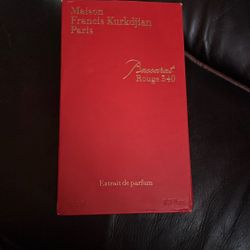 Maison
Francis Kurkdjian
Paris
Baccarat
Rouge 540
Extrait de parfum